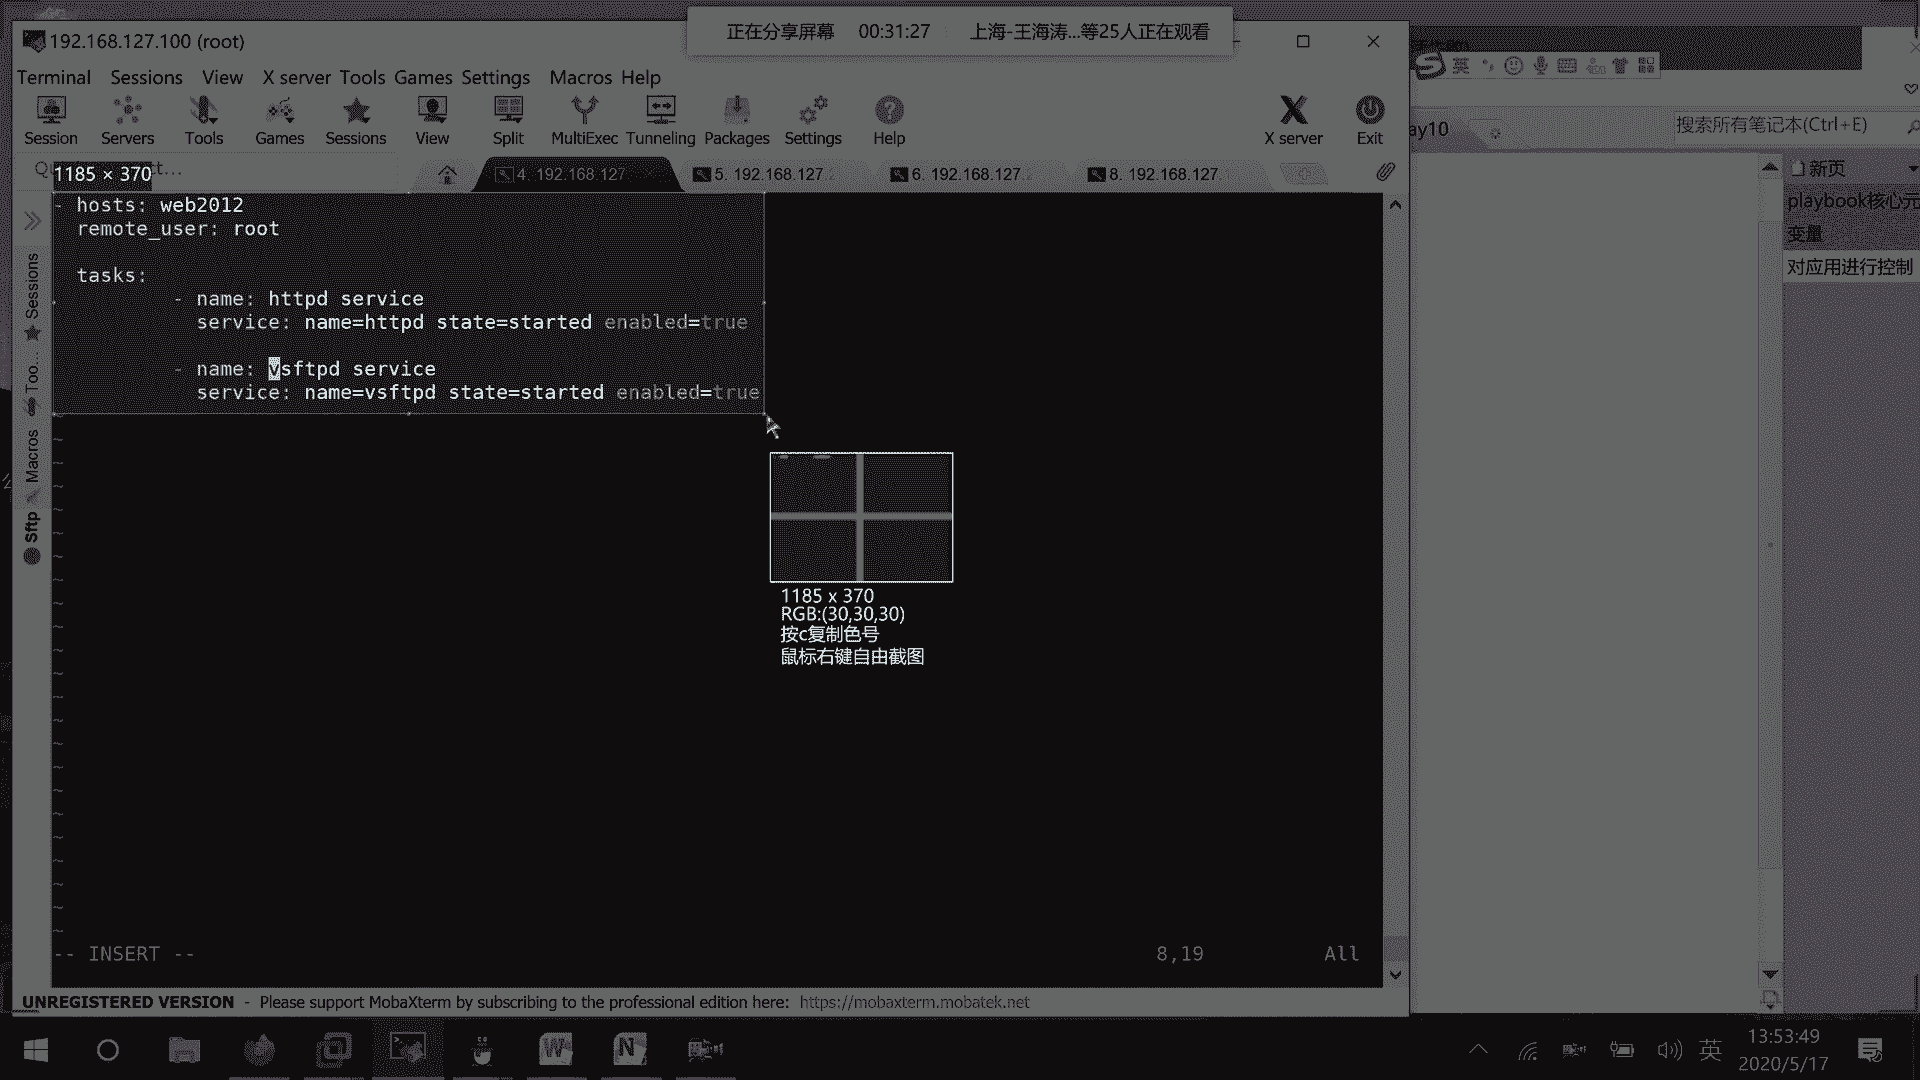 正在分享屏幕 00:31:27 上海-王海涛...等25人正在观看
192.168.127.100 (root)
Terminal Sessions View X server Tools Games Settings Macros Help
英
Session Servers Tools Games Sessions View Split MultiExec Tunneling Packages Settings Help X server Exit
ay10
搜索所有笔记本(Ctrl+E)
1185 × 370
4. 192.168.127
5. 192.168.127.
6. 192.168.127.
8. 192.168.127.
新页
playbook核心元
变量
对应用进行控制
- hosts: web2012
remote_user: root
tasks:
- name: httpd service
service: name=httpd state=started enabled=true
- name: vsftpd service
service: name=vsftpd state=started enabled=true
Sessions
Too...
Macros
Sftp
1185 x 370
RGB:(30,30,30)
按c复制色号
鼠标右键自由截图
-- INSERT -- 8,19 All
UNREGISTERED VERSION - Please support MobaXterm by subscribing to the professional edition here: https://mobaxterm.mobatek.net
英
13:53:49
2020/5/17